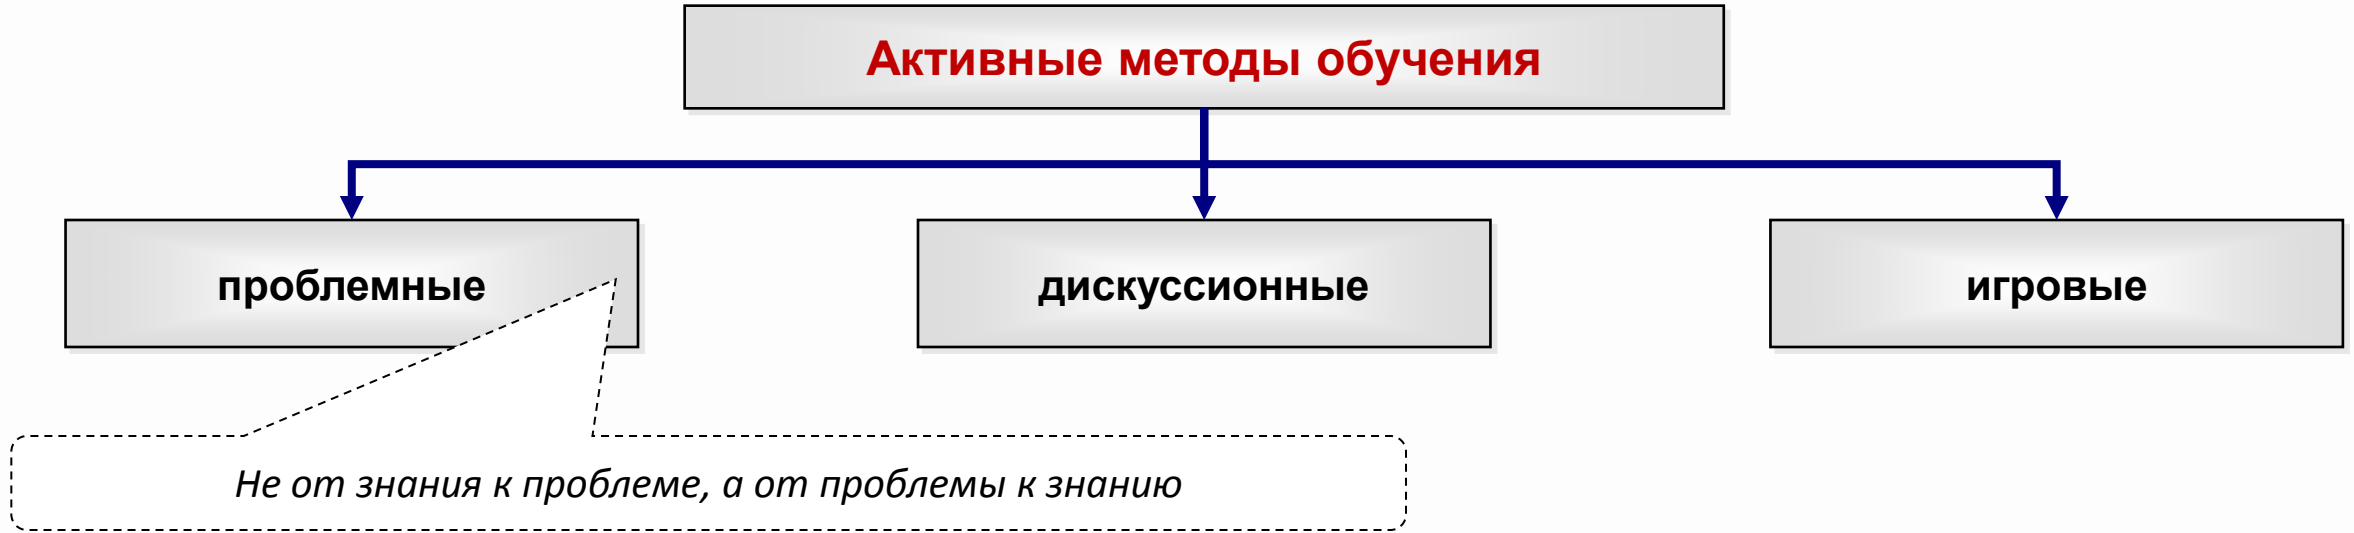 Активные методы обучения
проблемные
дискуссионные
игровые
Не от знания к проблеме, а от проблемы к знанию